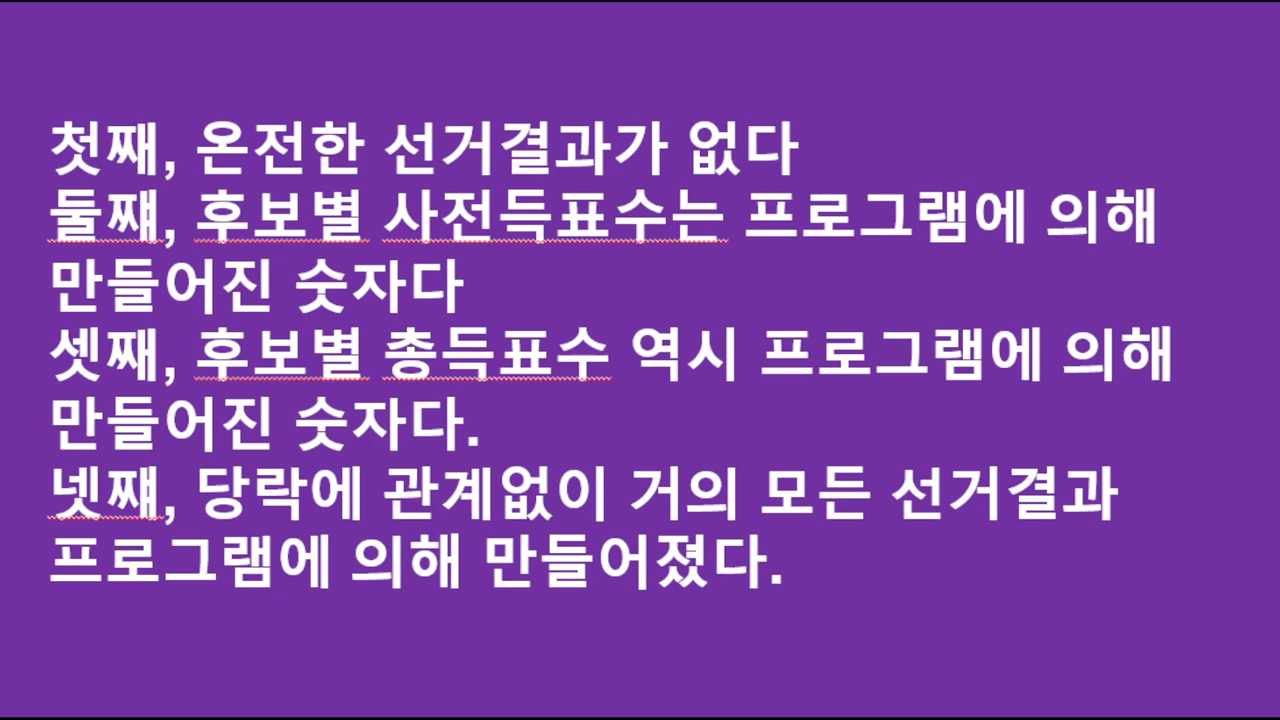 첫째, 온전한 선거결과가 없다
둘쨰, 후보별 사전득표수는 프로그램에 의해
만들어진 숫자다
셋째, 후보별 총득표수 역시 프로그램에 의해
만들어진 숫자다.
넷쨰, 당락에 관계없이 거의 모든 선거결과
프로그램에 의해 만들어졌다.